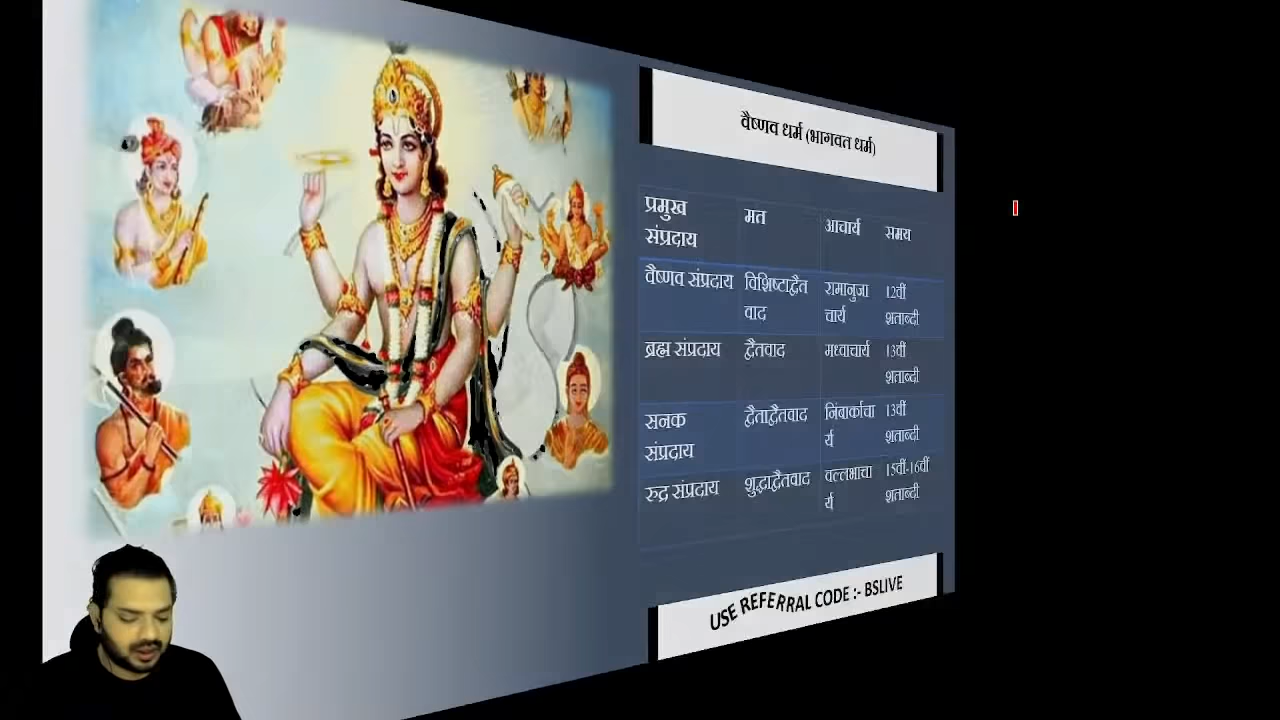 वैष्णव धर्म (भागवत धर्म)
प्रमुख संप्रदाय मत आचार्य समय
वैष्णव संप्रदाय विशिष्टाद्वैत वाद रामानुजा चार्य 12वीं शताब्दी
ब्रह्म संप्रदाय द्वैतवाद मध्वाचार्य 13वीं शताब्दी
सनक संप्रदाय द्वैताद्वैतवाद निंबार्काचा र्य 13वीं शताब्दी
रुद्र संप्रदाय शुद्धाद्वैतवाद वल्लभाचा र्य 15वीं-16वीं शताब्दी
USE REFERRAL CODE :- BSLIVE